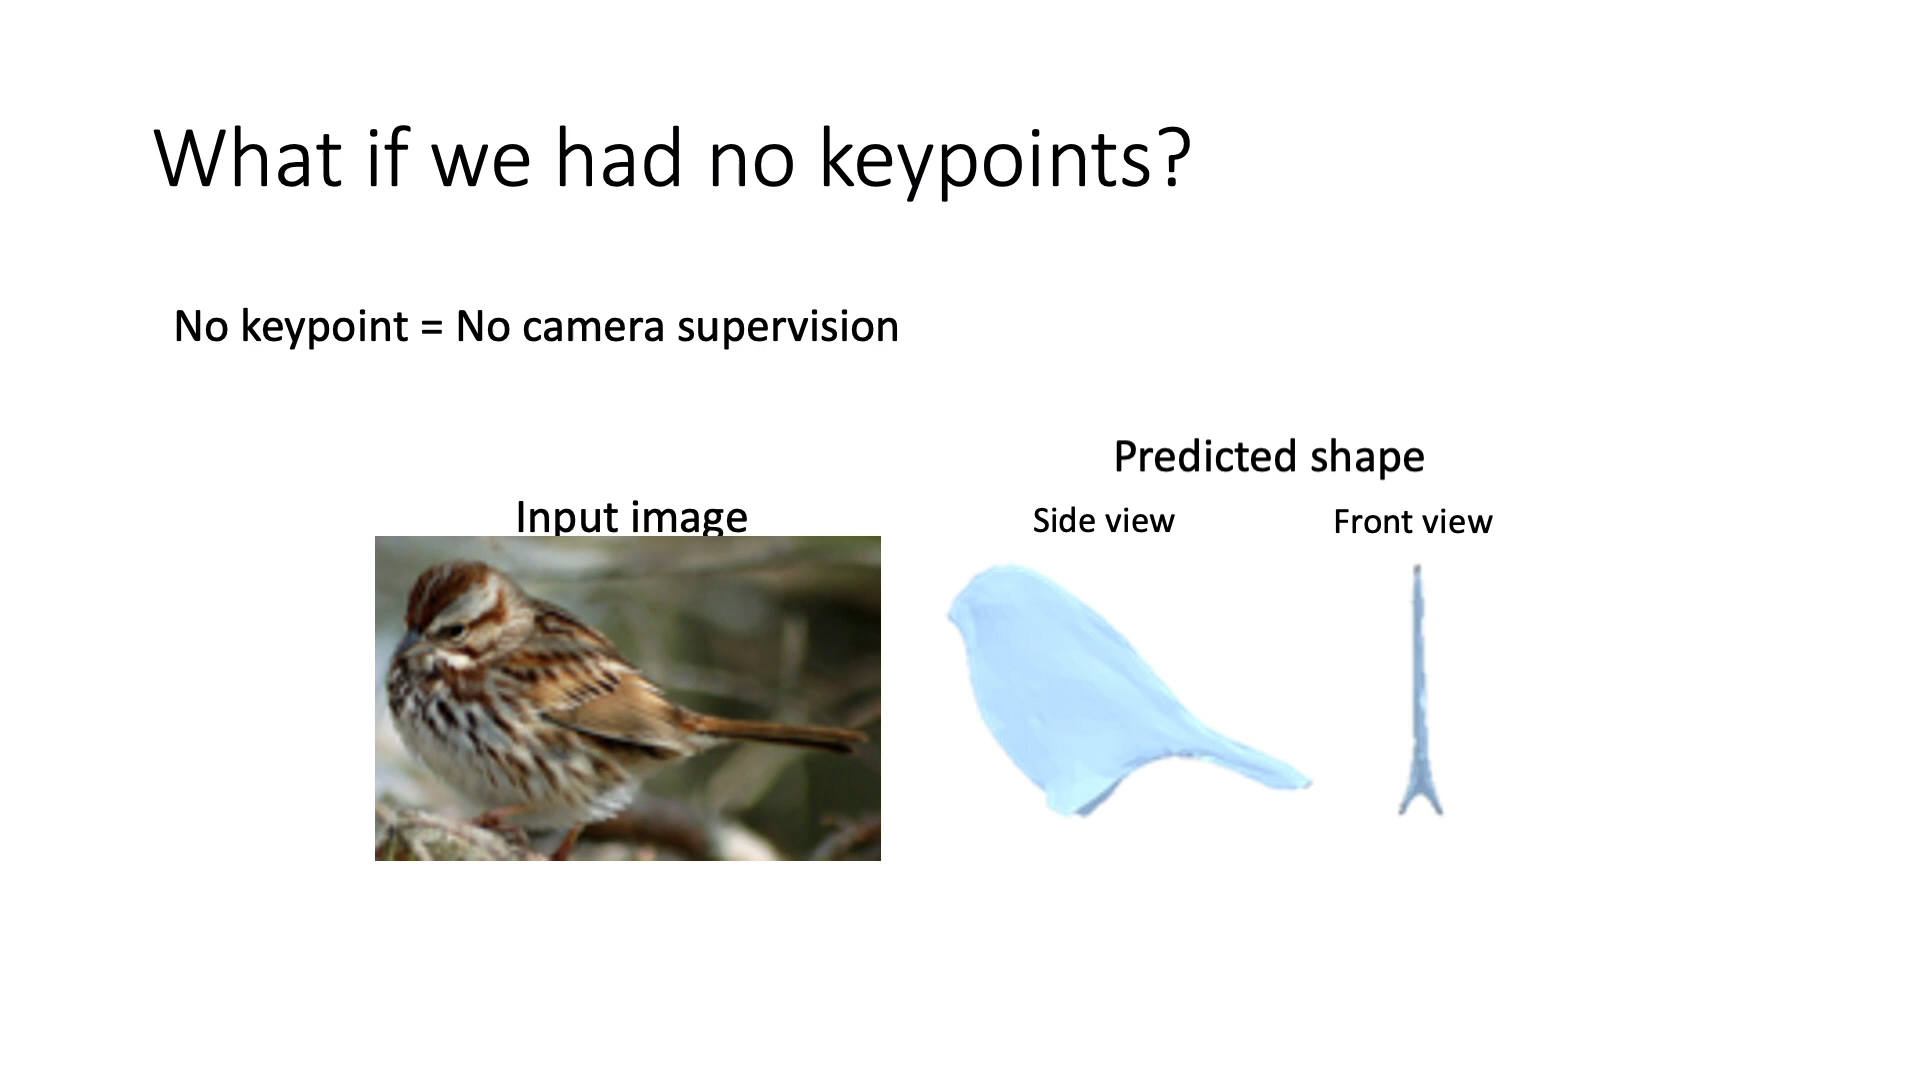 What if we had no keypoints?
No keypoint = No camera supervision
Predicted shape
Input image
Side view
Front view